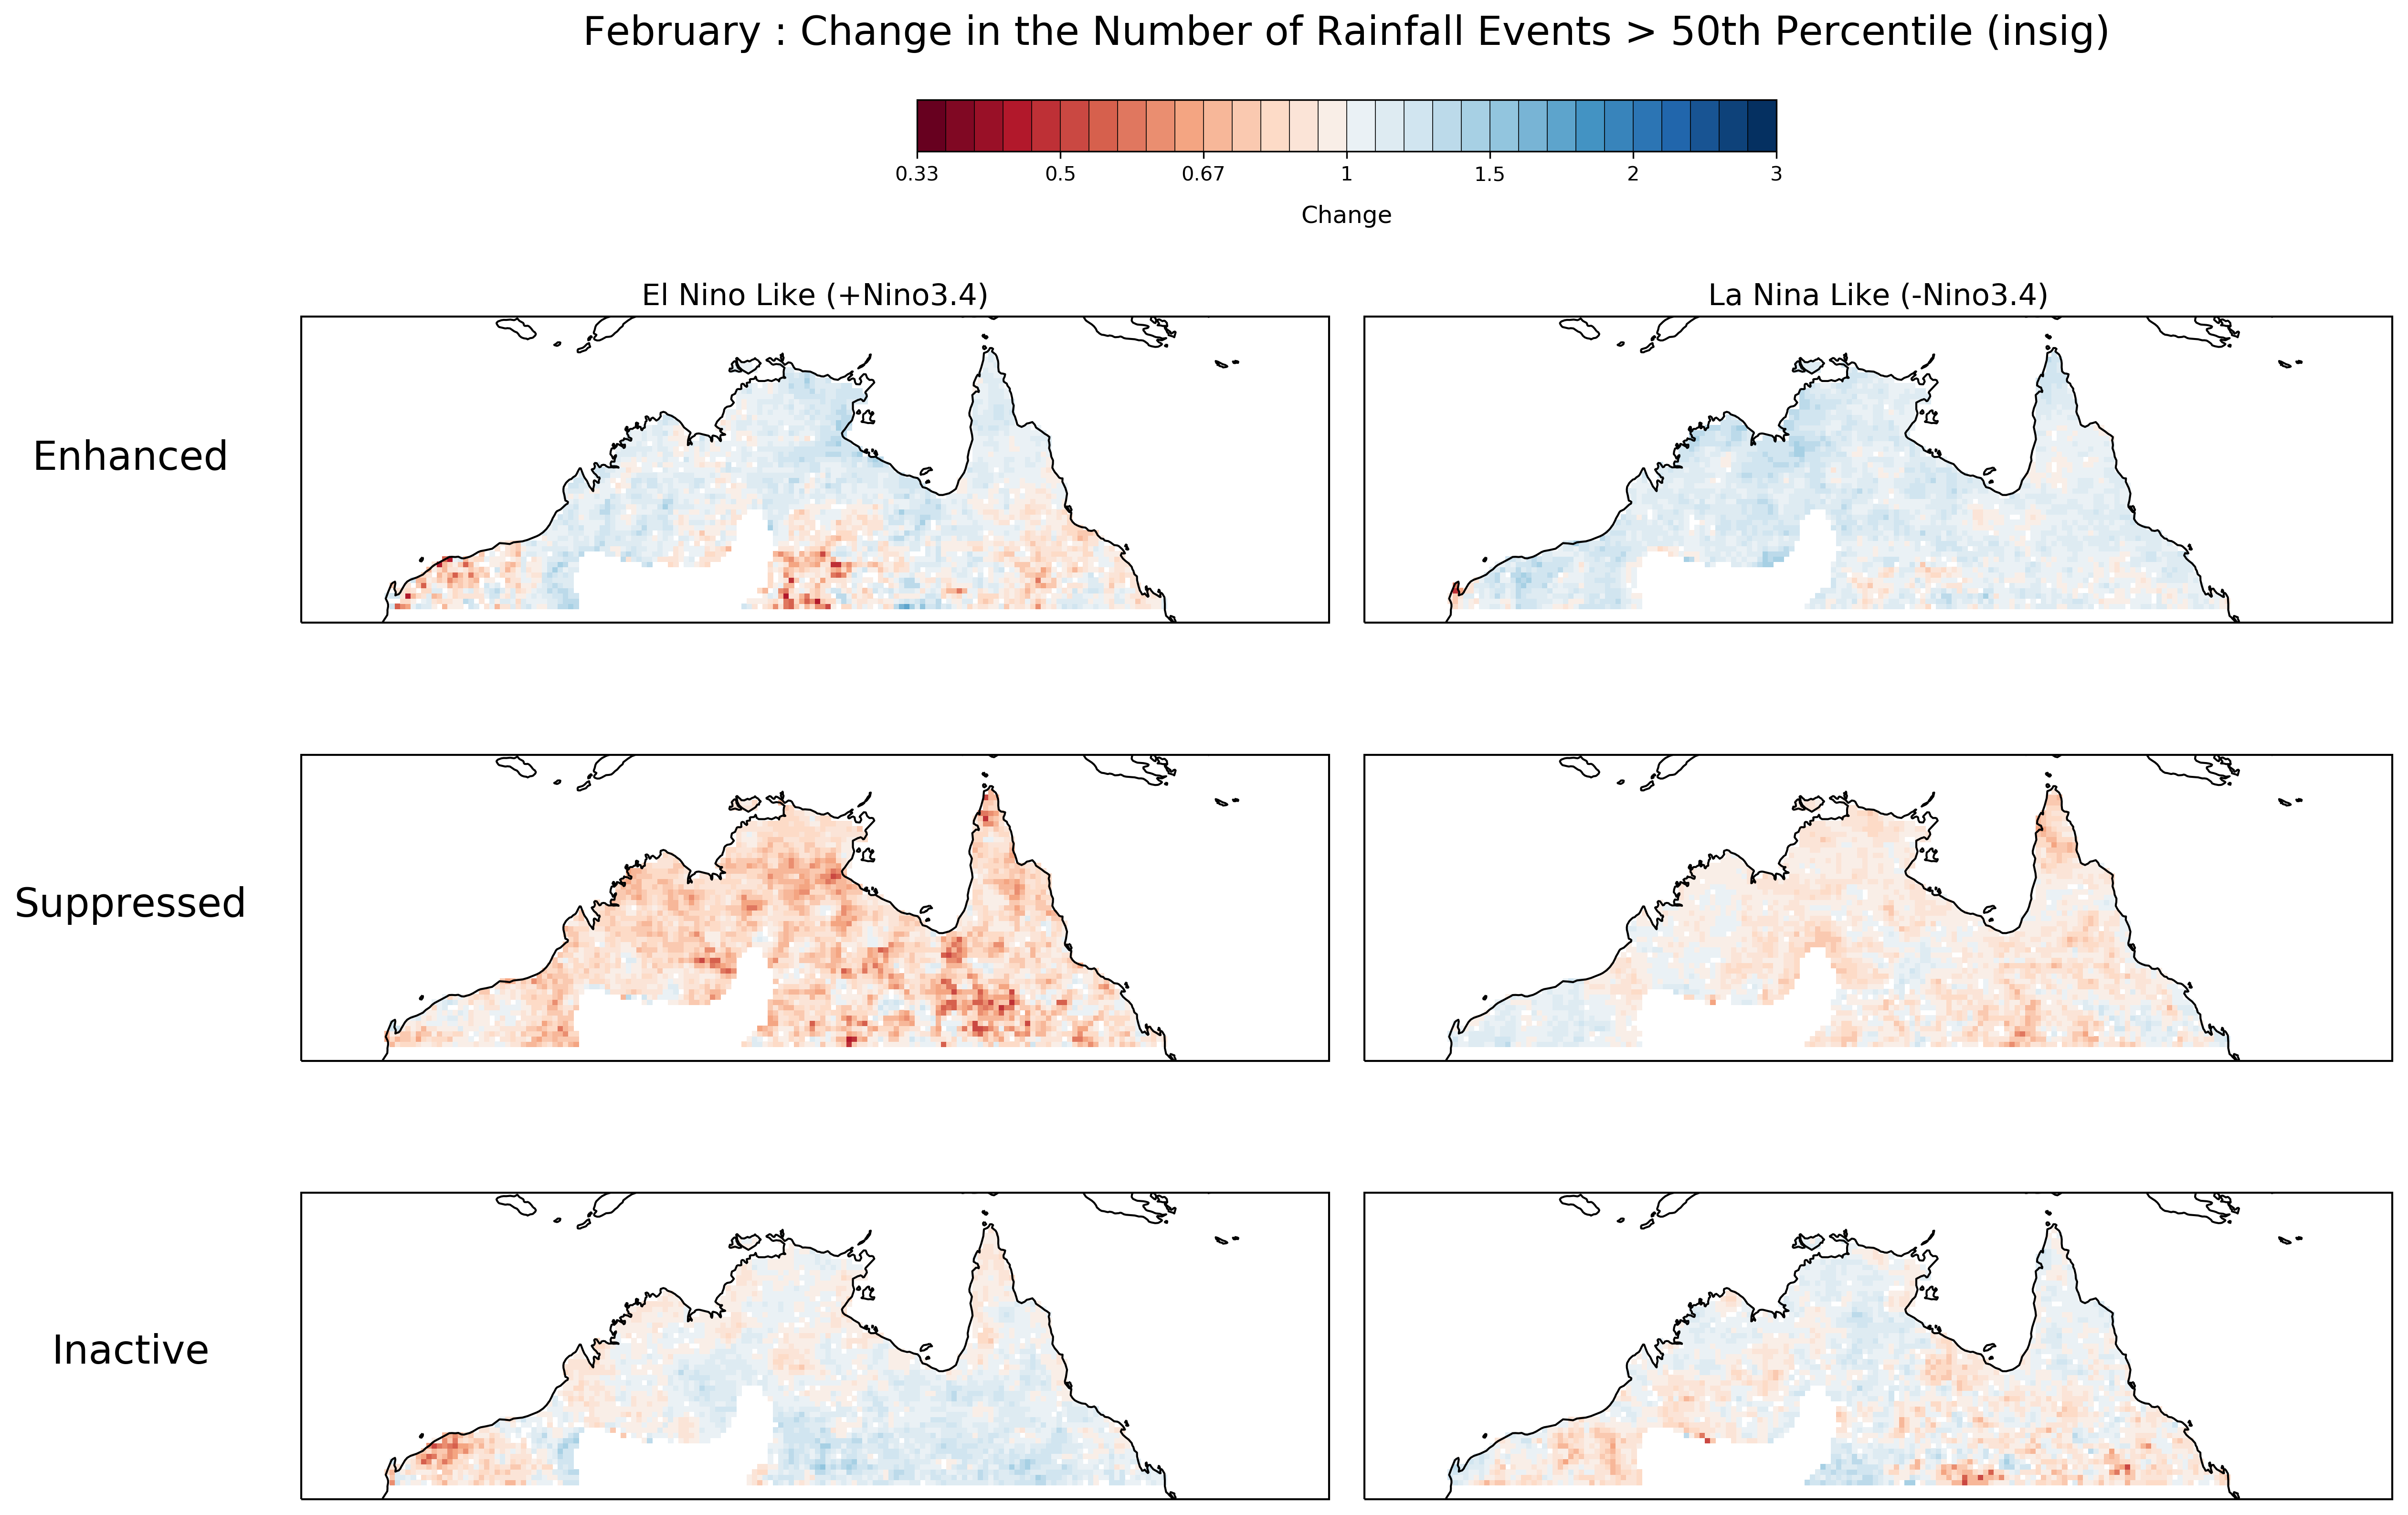 February : Change in the Number of Rainfall Events > 50th Percentile (insig)
0.33 0.5 0.67 1 1.5 2 3
Change
El Nino Like (+Nino3.4) La Nina Like (-Nino3.4)
Enhanced
Suppressed
Inactive